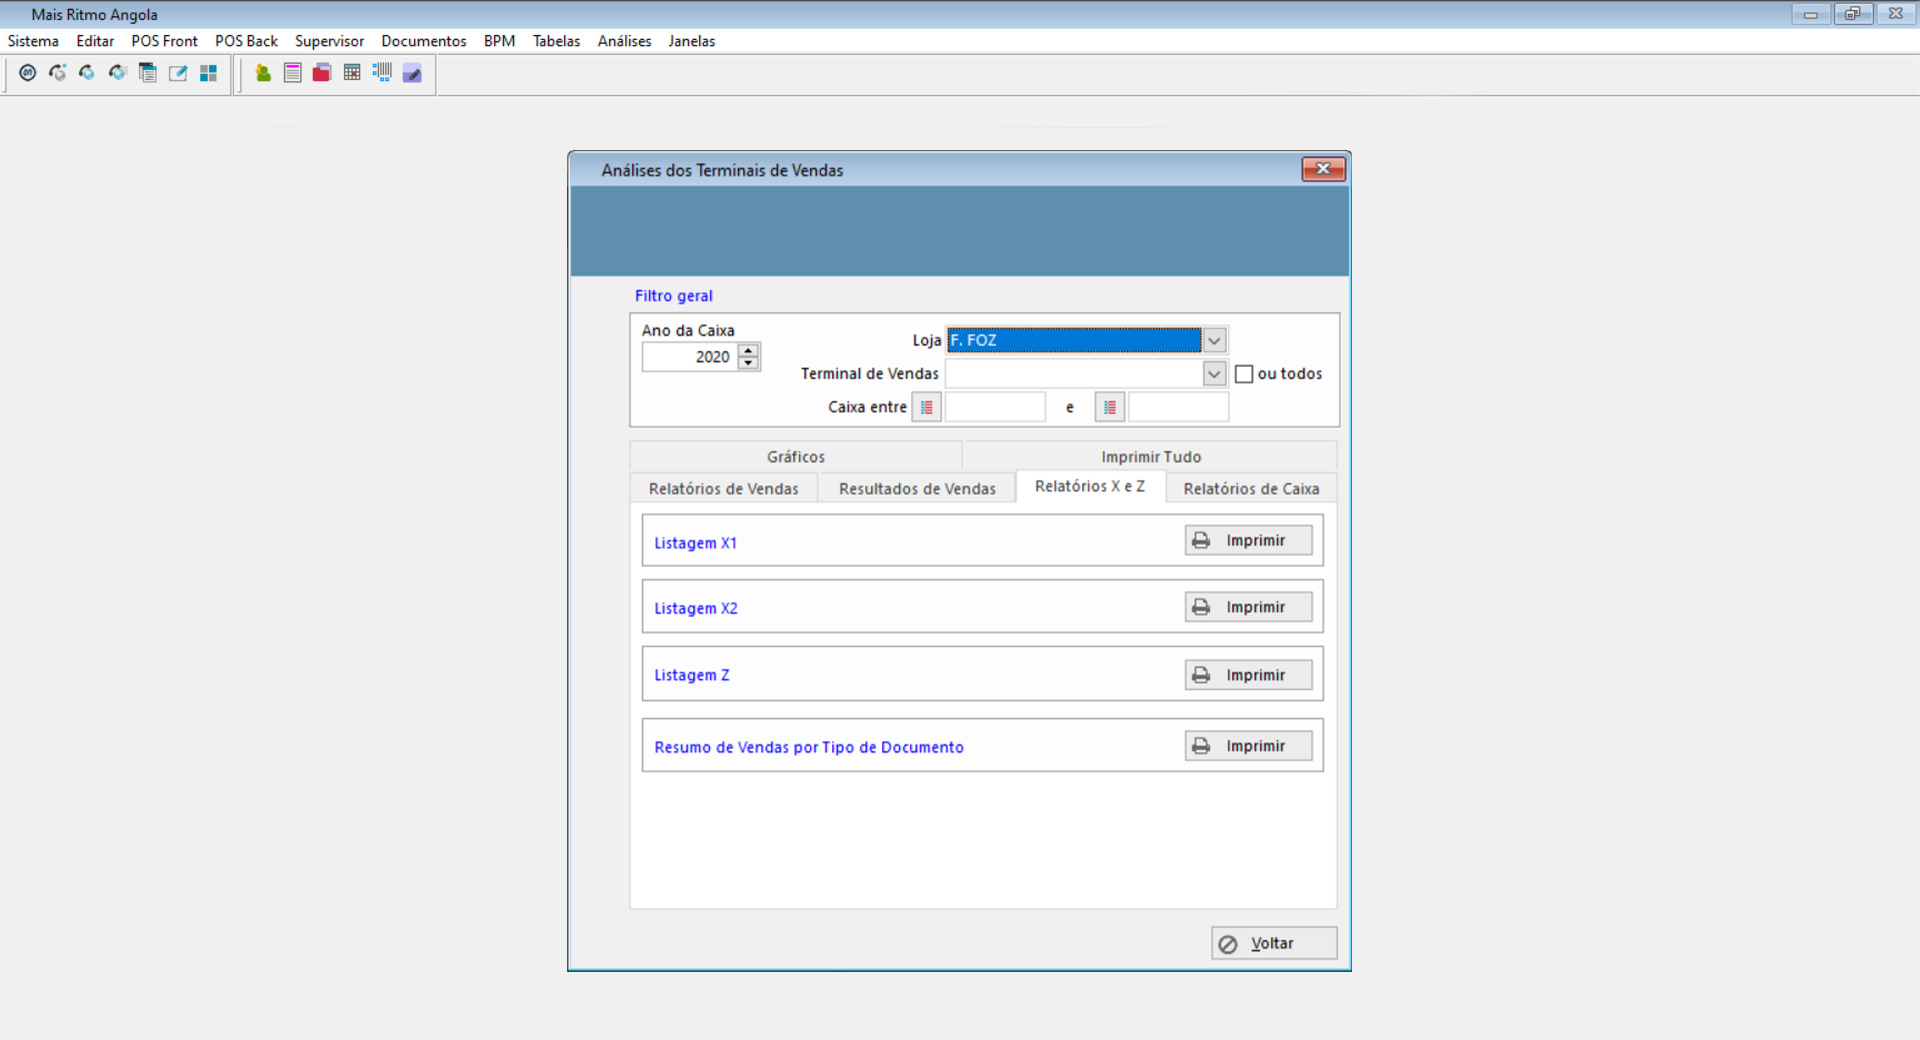 Mais Ritmo Angola
Sistema Editar POS Front POS Back Supervisor Documentos BPM Tabelas Análises Janelas
Análises dos Terminais de Vendas
Filtro geral
Ano da Caixa
2020
Loja F. FOZ
Terminal de Vendas ou todos
Caixa entre e
Gráficos Imprimir Tudo
Relatórios de Vendas Resultados de Vendas Relatórios X e Z Relatórios de Caixa
Listagem X1 Imprimir
Listagem X2 Imprimir
Listagem Z Imprimir
Resumo de Vendas por Tipo de Documento Imprimir
Voltar